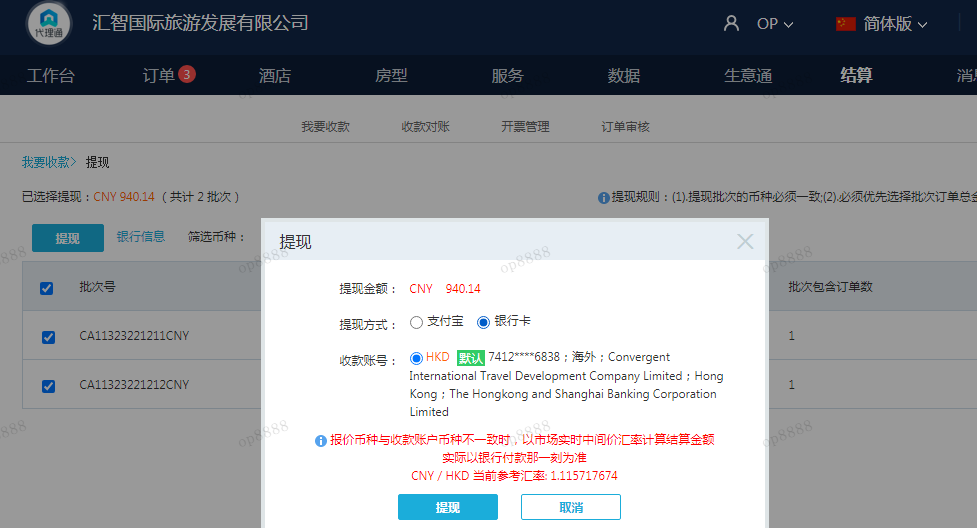 代理通
汇智国际旅游发展有限公司
OP
简体版
工作台
订单 3
酒店
房型
服务
数据
生意通
结算
我要收款
收款对账
开票管理
订单审核
我要收款> 提现
已选择提现：CNY 940.14 （ 共计 2 批次 ）
提现规则：(1).提现批次的币种必须一致;(2).必须优先选择批次订单总
提现
银行信息
筛选币种：
批次号
批次包含订单数
CA11323221211CNY
1
CA11323221212CNY
1
提现
提现金额： CNY 940.14
提现方式： 支付宝 银行卡
收款账号： HKD 默认 7412****6838；海外；Convergent
International Travel Development Company Limited；Hong
Kong；The Hongkong and Shanghai Banking Corporation
Limited
报价币种与收款账户币种不一致时，以市场实时中间价汇率计算结算金额
实际以银行付款那一刻为准
CNY / HKD 当前参考汇率: 1.115717674
提现
取消
op8888
op8888
op8888
op8888
op8888